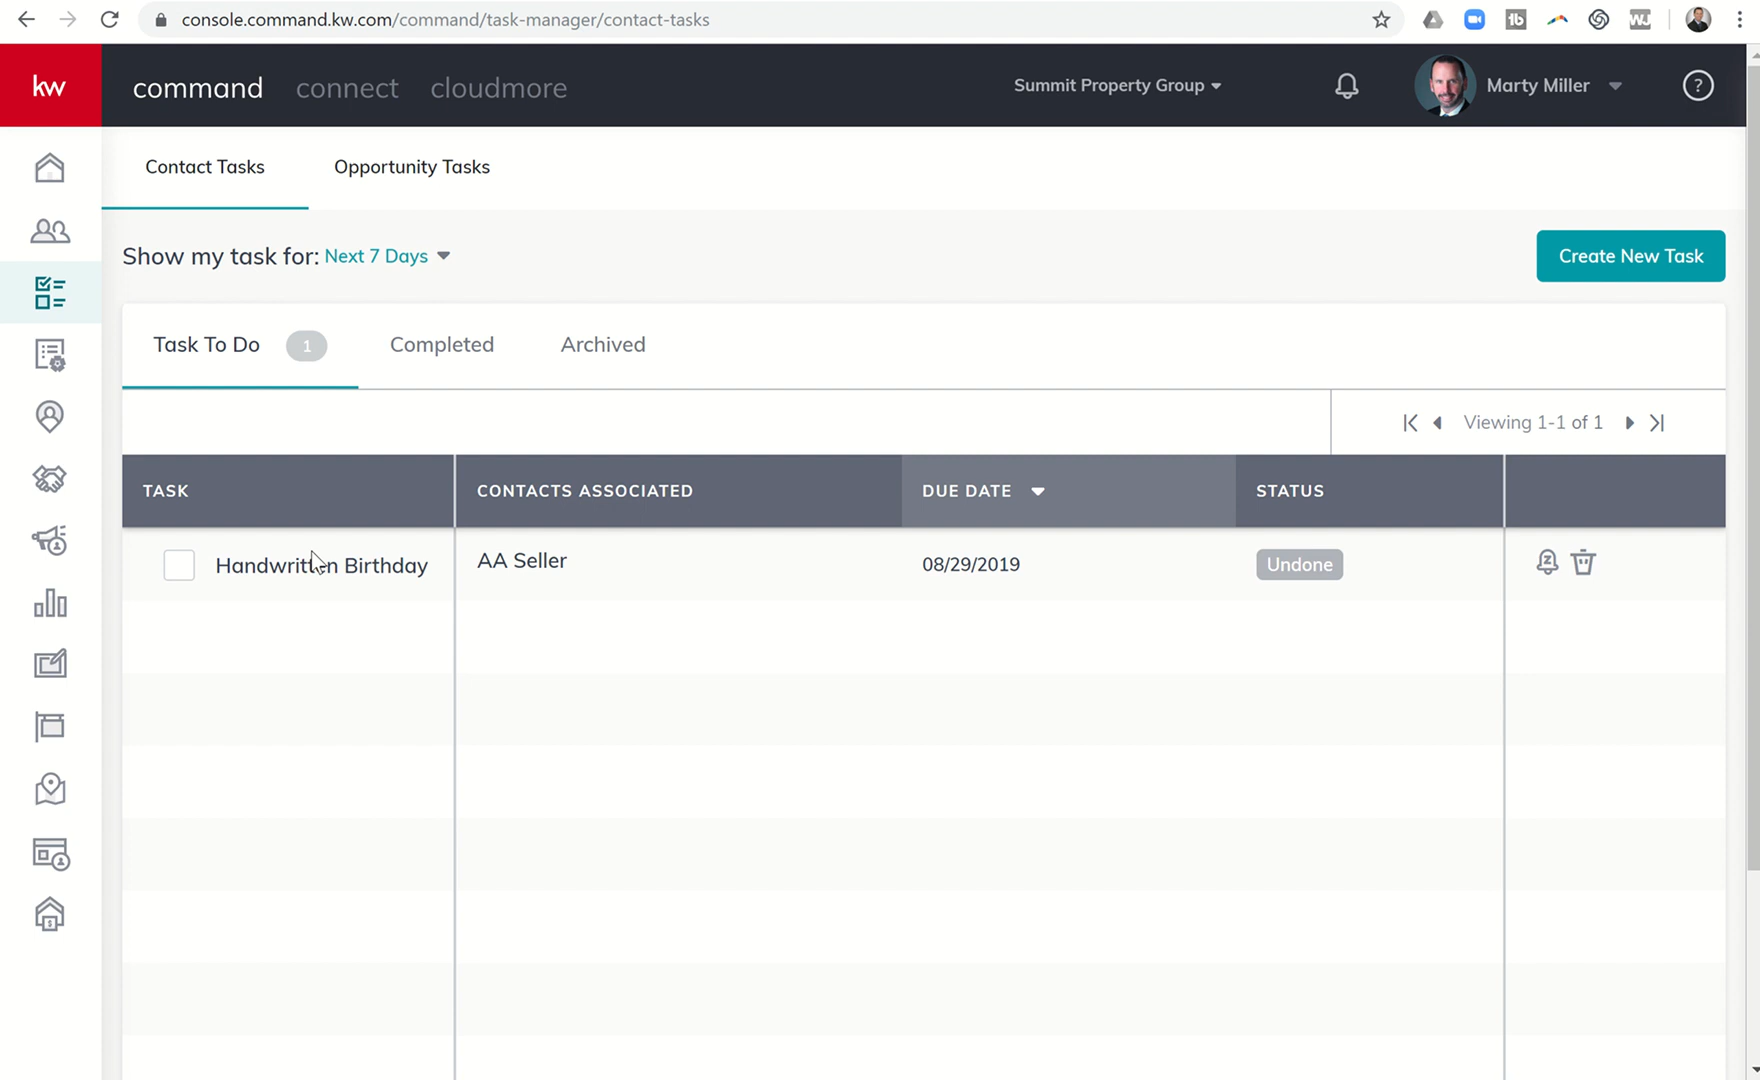 console.command.kw.com/command/task-manager/contact-tasks
kw
command connect cloudmore Summit Property Group Marty Miller ?
Contact Tasks Opportunity Tasks
Show my task for: Next 7 Days Create New Task
Task To Do 1 Completed Archived
Viewing 1-1 of 1
TASK CONTACTS ASSOCIATED DUE DATE STATUS
Handwritten Birthday AA Seller 08/29/2019 Undone